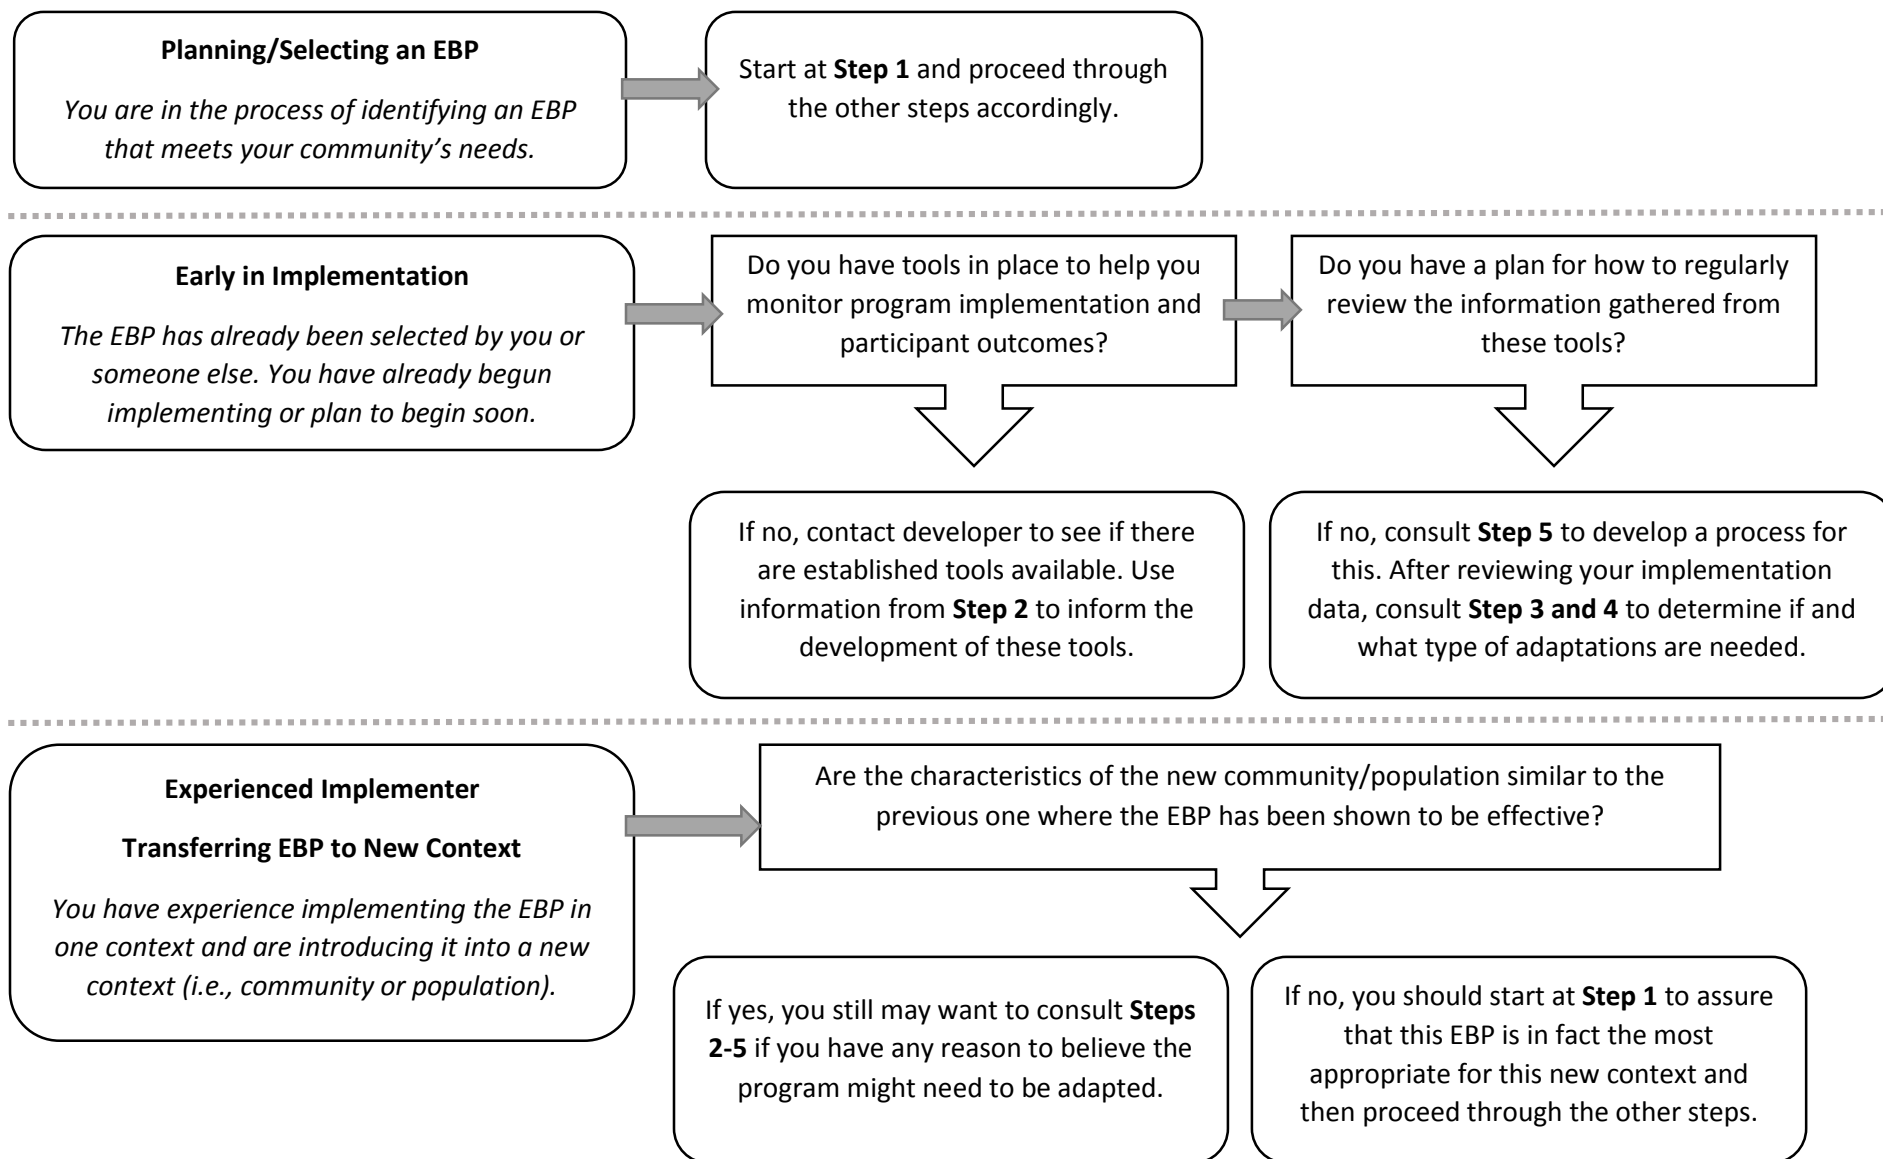 Planning/Selecting an EBP
You are in the process of identifying an EBP
that meets your community’s needs.
Start at Step 1 and proceed through
the other steps accordingly.
Early in Implementation
The EBP has already been selected by you or
someone else. You have already begun
implementing or plan to begin soon.
Do you have tools in place to help you
monitor program implementation and
participant outcomes?
Do you have a plan for how to regularly
review the information gathered from
these tools?
If no, contact developer to see if there
are established tools available. Use
information from Step 2 to inform the
development of these tools.
If no, consult Step 5 to develop a process for
this. After reviewing your implementation
data, consult Step 3 and 4 to determine if and
what type of adaptations are needed.
Experienced Implementer
Transferring EBP to New Context
You have experience implementing the EBP in
one context and are introducing it into a new
context (i.e., community or population).
Are the characteristics of the new community/population similar to the
previous one where the EBP has been shown to be effective?
If yes, you still may want to consult Steps
2-5 if you have any reason to believe the
program might need to be adapted.
If no, you should start at Step 1 to assure
that this EBP is in fact the most
appropriate for this new context and
then proceed through the other steps.